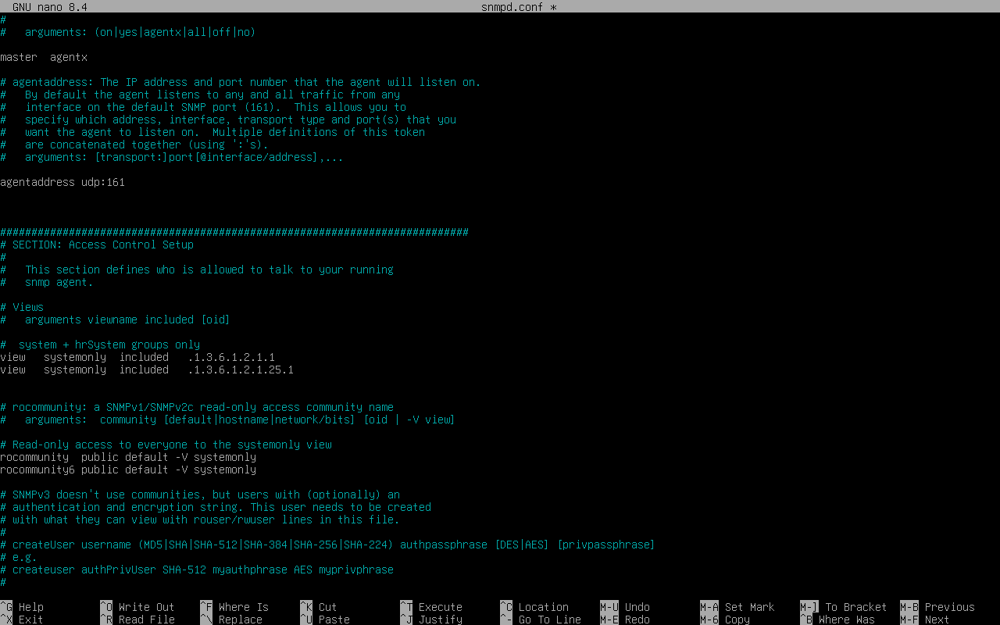 GNU nano 8.4 snmpd.conf *
#
#   arguments: (on|yes|agentx|all|off|no)
master  agentx
# agentaddress: The IP address and port number that the agent will listen on.
#   By default the agent listens to any and all traffic from any
#   interface on the default SNMP port (161).  This allows you to
#   specify which address, interface, transport type and port(s) that you
#   want the agent to listen on.  Multiple definitions of this token
#   are concatenated together (using ':'s).
#   arguments: [transport:]port[@interface/address],...
agentaddress udp:161
###########################################################################
# SECTION: Access Control Setup
#
#   This section defines who is allowed to talk to your running
#   snmp agent.
# Views
#   arguments viewname included [oid]
#  system + hrSystem groups only
view   systemonly  included   .1.3.6.1.2.1.1
view   systemonly  included   .1.3.6.1.2.1.25.1
# rocommunity: a SNMPv1/SNMPv2c read-only access community name
#   arguments:  community [default|hostname|network/bits] [oid | -V view]
# Read-only access to everyone to the systemonly view
rocommunity  public default -V systemonly
rocommunity6 public default -V systemonly
# SNMPv3 doesn't use communities, but users with (optionally) an
# authentication and encryption string. This user needs to be created
# with what they can view with rouser/rwuser lines in this file.
#
# createUser username (MD5|SHA|SHA-512|SHA-384|SHA-256|SHA-224) authpassphrase [DES|AES] [privpassphrase]
# e.g.
# createuser authPrivUser SHA-512 myauthphrase AES myprivphrase
#
^G Help ^O Write Out ^F Where Is ^K Cut ^T Execute ^C Location M-U Undo M-A Set Mark M-] To Bracket M-B Previous
^X Exit ^R Read File ^\ Replace ^U Paste ^J Justify ^- Go To Line M-E Redo M-6 Copy ^B Where Was M-F Next